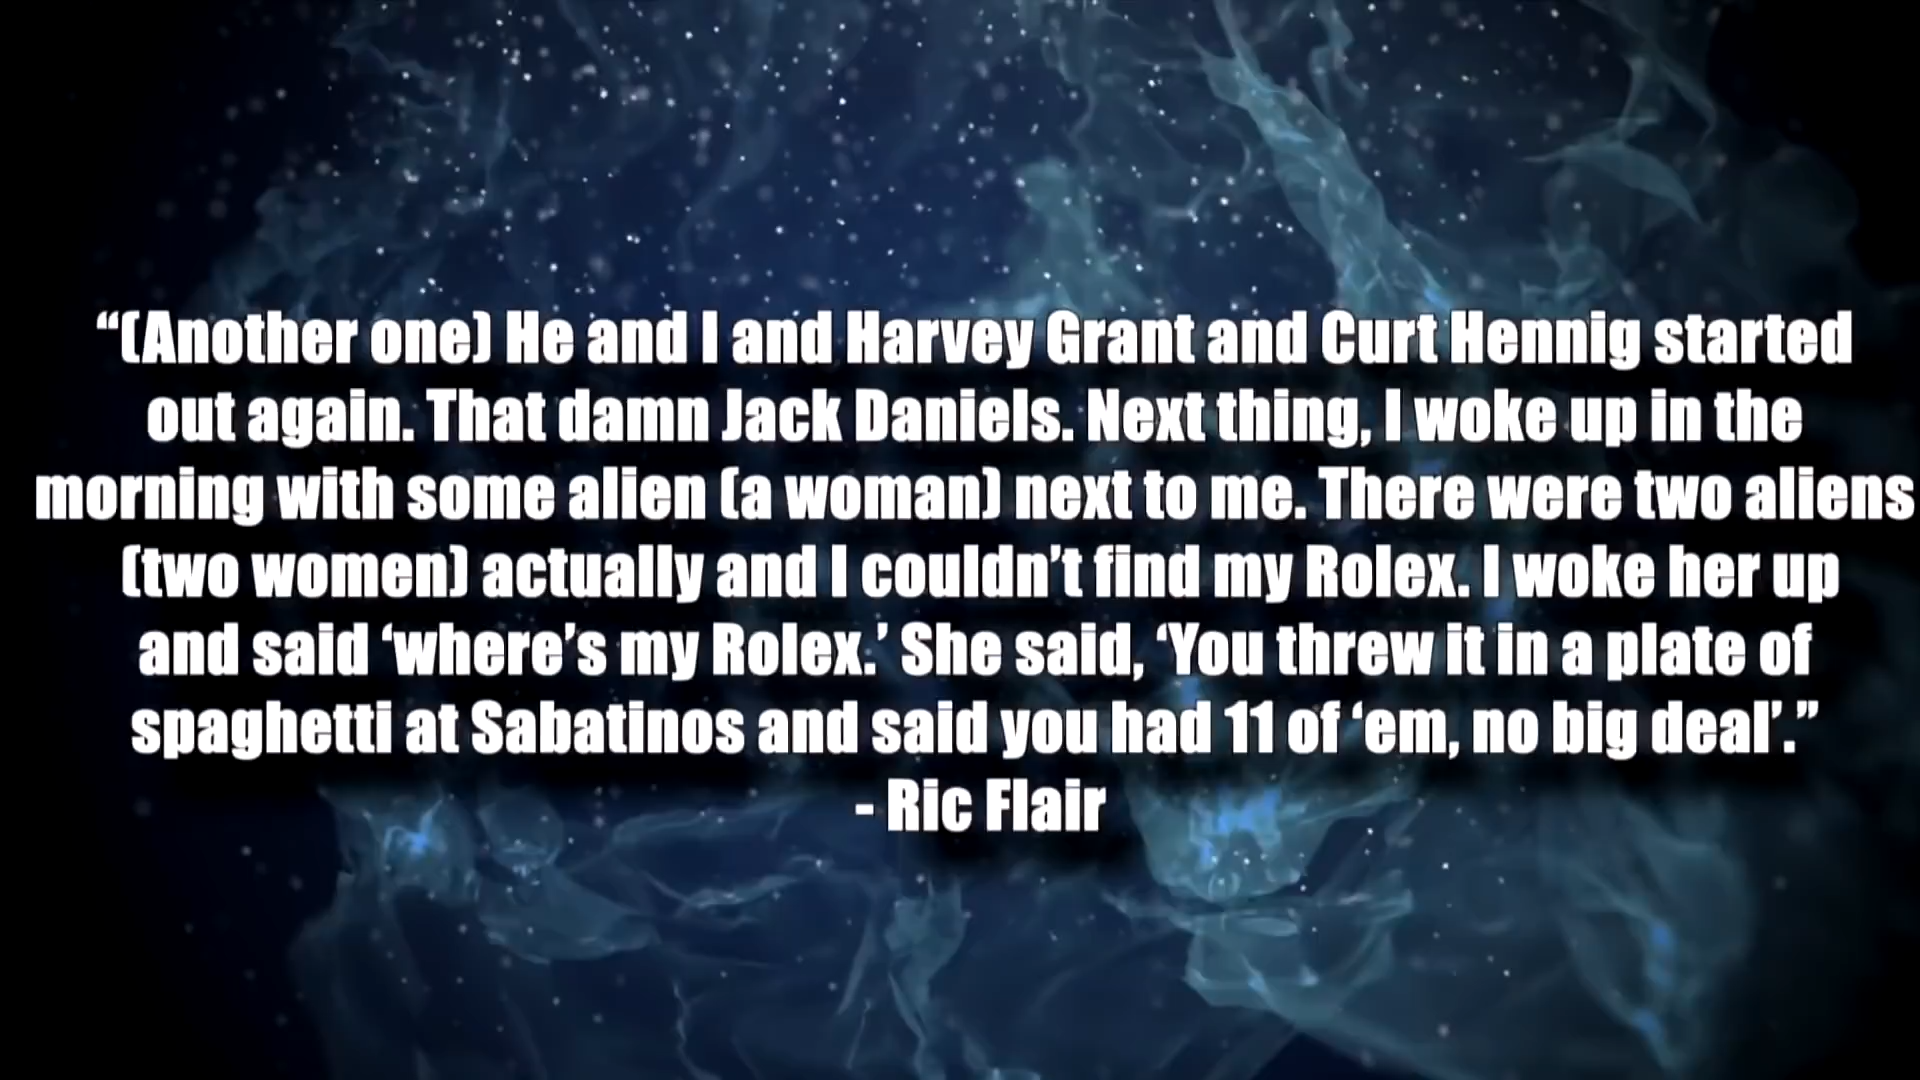 “(Another one) He and I and Harvey Grant and Curt Hennig started
out again. That damn Jack Daniels. Next thing, I woke up in the
morning with some alien (a woman) next to me. There were two aliens
(two women) actually and I couldn’t find my Rolex. I woke her up
and said ‘where’s my Rolex.’ She said, ‘You threw it in a plate of
spaghetti at Sabatinos and said you had 11 of ‘em, no big deal’.”
- Ric Flair